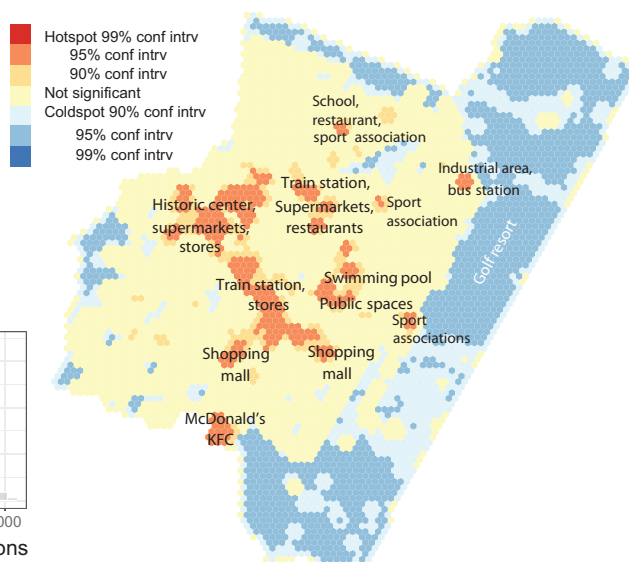 Hotspot 99% conf intrv
95% conf intrv
90% conf intrv
Not significant
Coldspot 90% conf intrv
95% conf intrv
99% conf intrv
School,
restaurant,
sport association
Industrial area,
bus station
Train station,
Supermarkets,
restaurants
Historic center,
supermarkets,
stores
Sport
association
Golf resort
Swimming pool
Public spaces
Train station,
stores
Sport
associations
Shopping
mall
Shopping
mall
McDonald's
KFC
000
ons